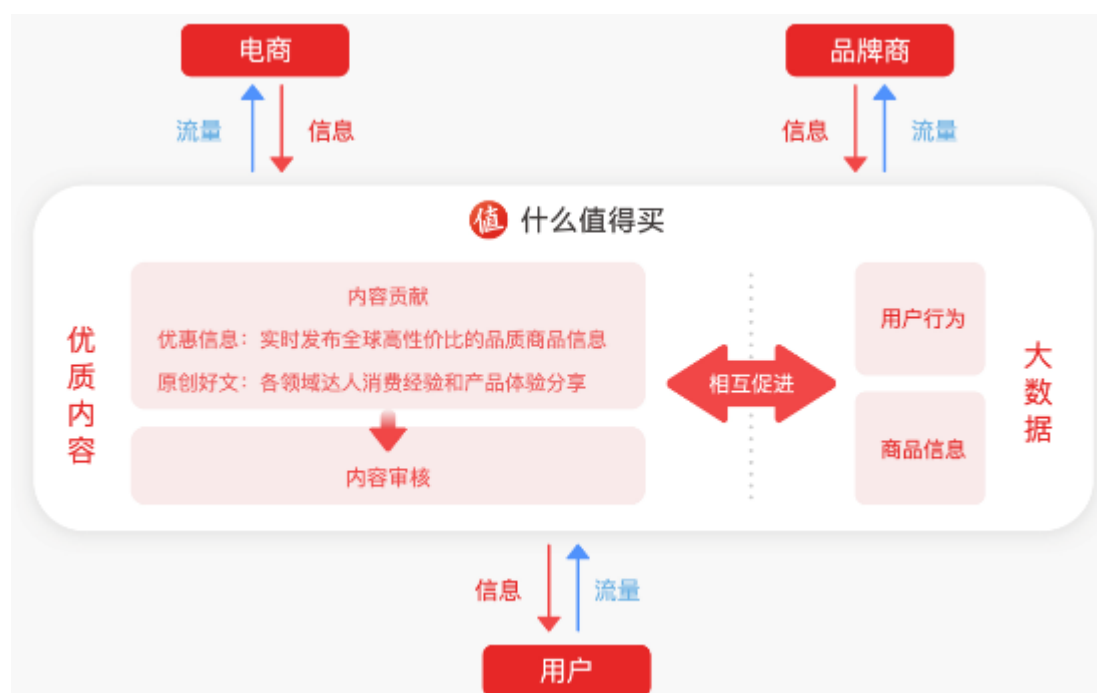 电商
品牌商
流量
信息
信息
流量
值 什么值得买
优质内容
内容贡献
优惠信息：实时发布全球高性价比的品质商品信息
原创好文：各领域达人消费经验和产品体验分享
内容审核
相互促进
用户行为
商品信息
大数据
信息
流量
用户